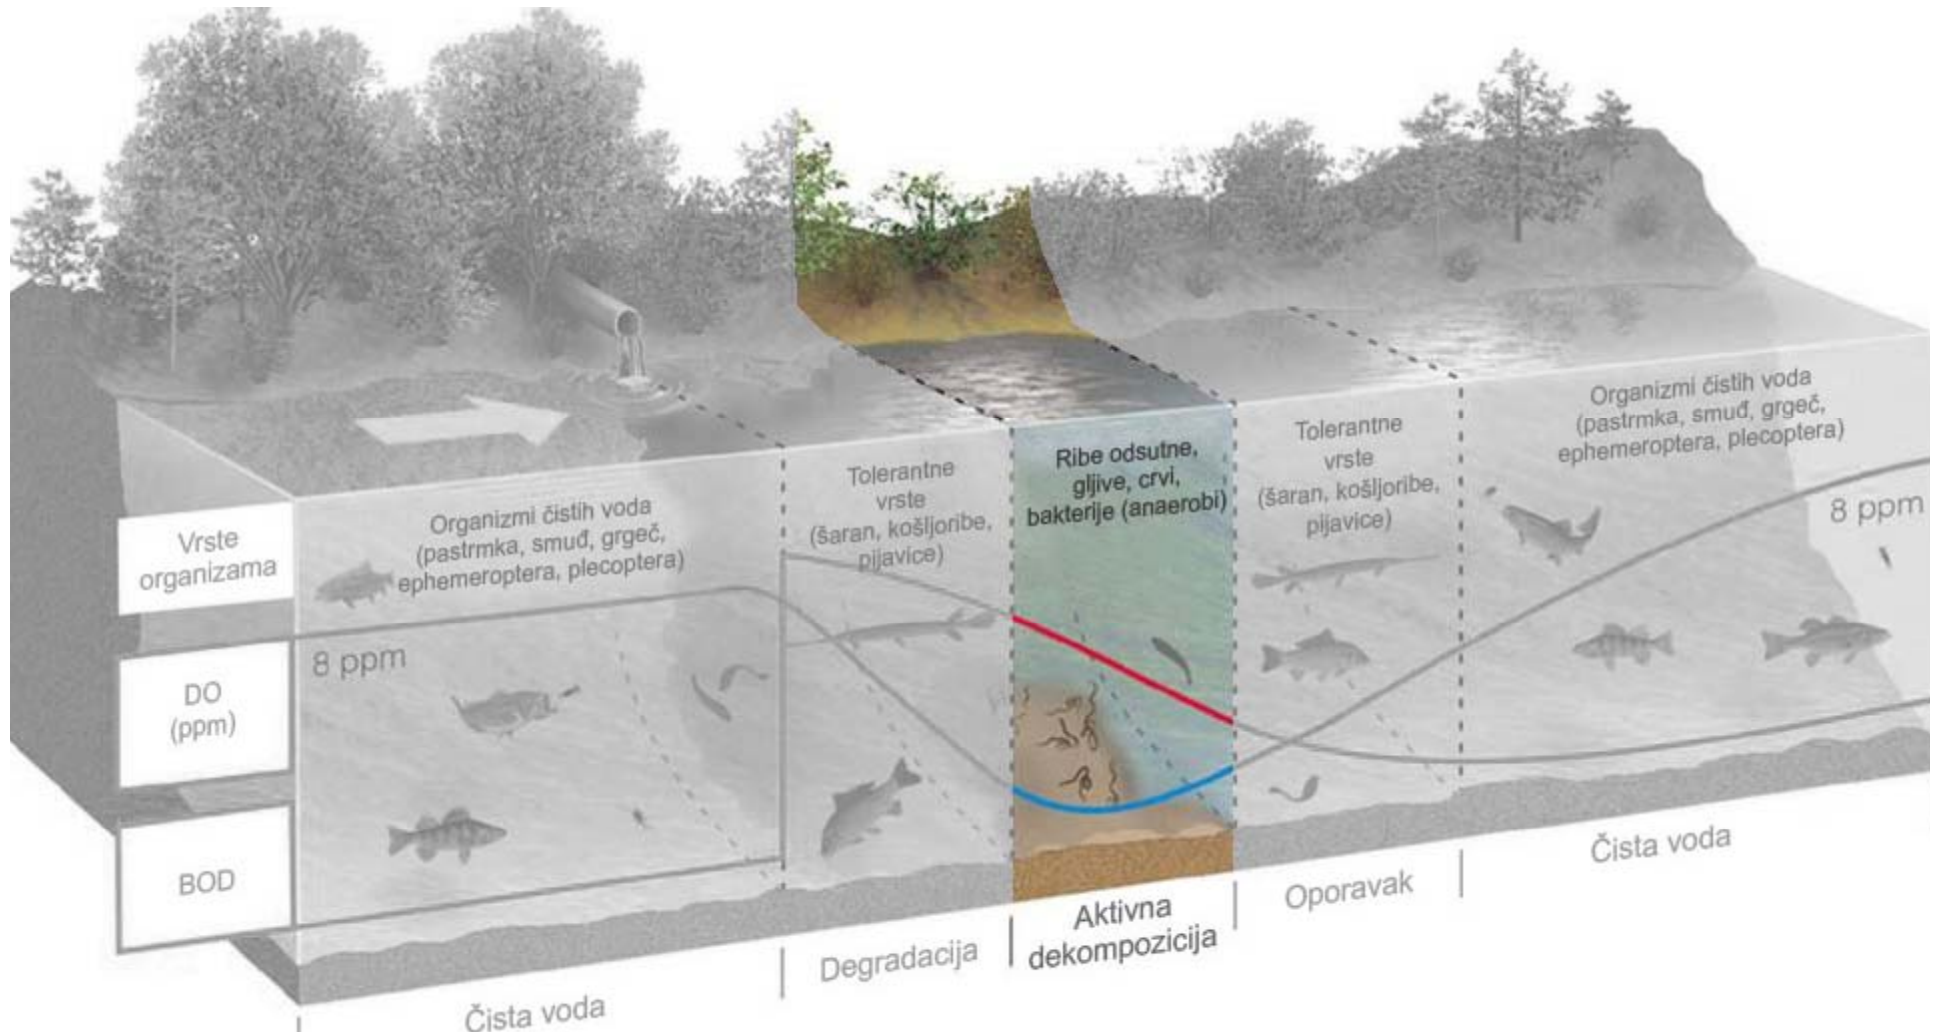 Vrste
organizama
DO
(ppm)
BOD
Organizmi čistih voda
(pastrmka, smuđ, grgeč,
ephemeroptera, plecoptera)
8 ppm
Tolerantne
vrste
(šaran, košljoribe,
pijavice)
Ribe odsutne,
gljive, crvi,
bakterije (anaerobi)
Tolerantne
vrste
(šaran, košljoribe,
pijavice)
Organizmi čistih voda
(pastrmka, smuđ, grgeč,
ephemeroptera, plecoptera)
8 ppm
Čista voda
Degradacija
Aktivna
dekompozicija
Oporavak
Čista voda